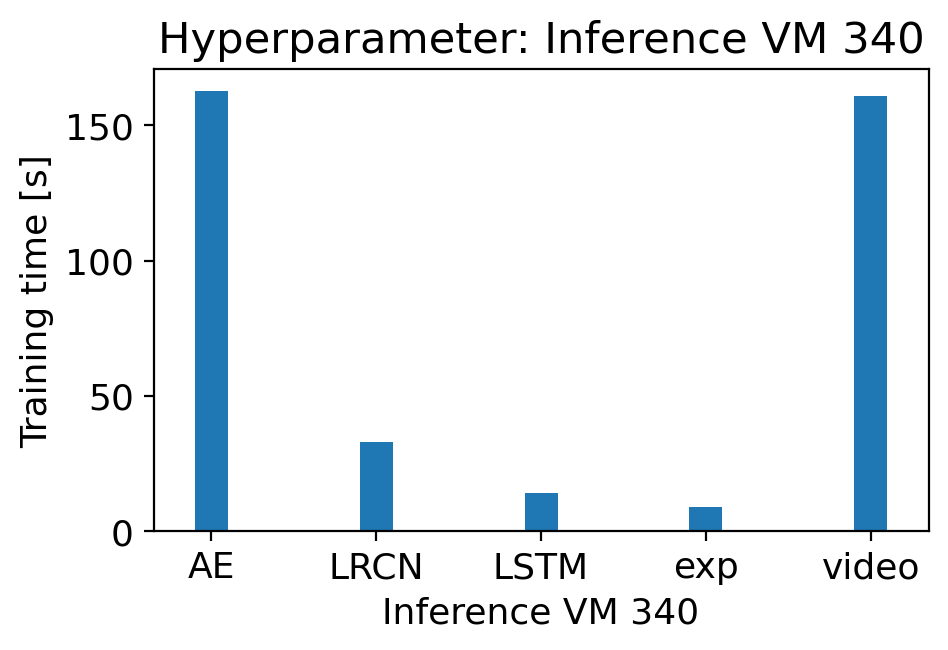 Hyperparameter: Inference VM 340
Training time [s]
150
100
50
0
AE LRCN LSTM exp video
Inference VM 340